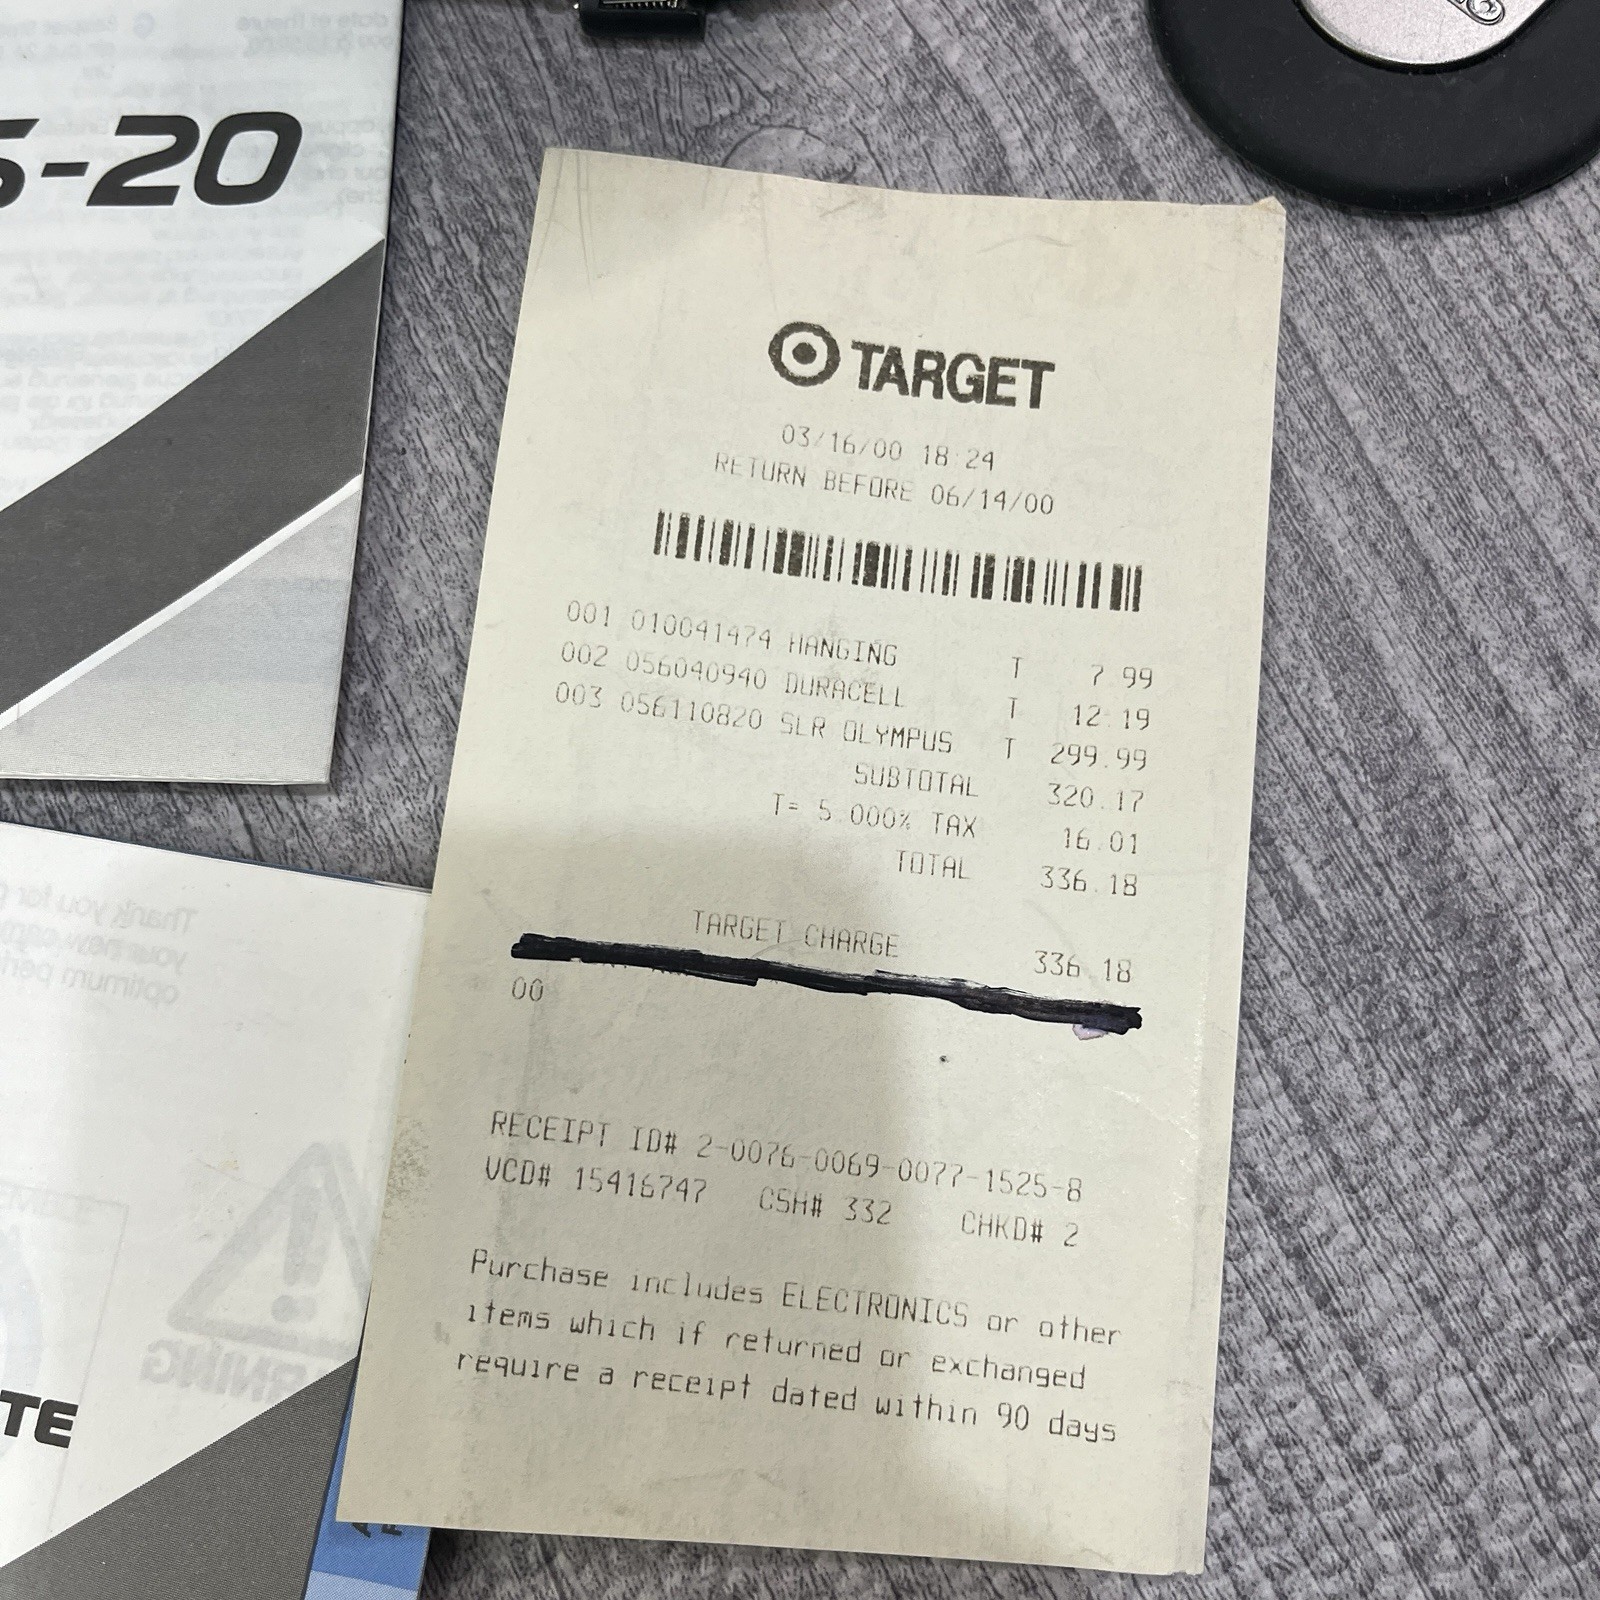 S-20
TARGET
03/16/00 18:24
RETURN BEFORE 06/14/00
001 010041474 HANGING T 7.99
002 056040940 DURACELL T 12.19
003 056110820 SLR OLYMPUS T 299.99
SUBTOTAL 320.17
T= 5.000% TAX 16.01
TOTAL 336.18
TARGET CHARGE 336.18
00
RECEIPT ID# 2-0076-0069-0077-1525-8
VCD# 15416747 CSH# 332 CHKD# 2
Purchase includes ELECTRONICS or other
items which if returned or exchanged
require a receipt dated within 90 days
Thank you for
your new
optimum
RNING
TE